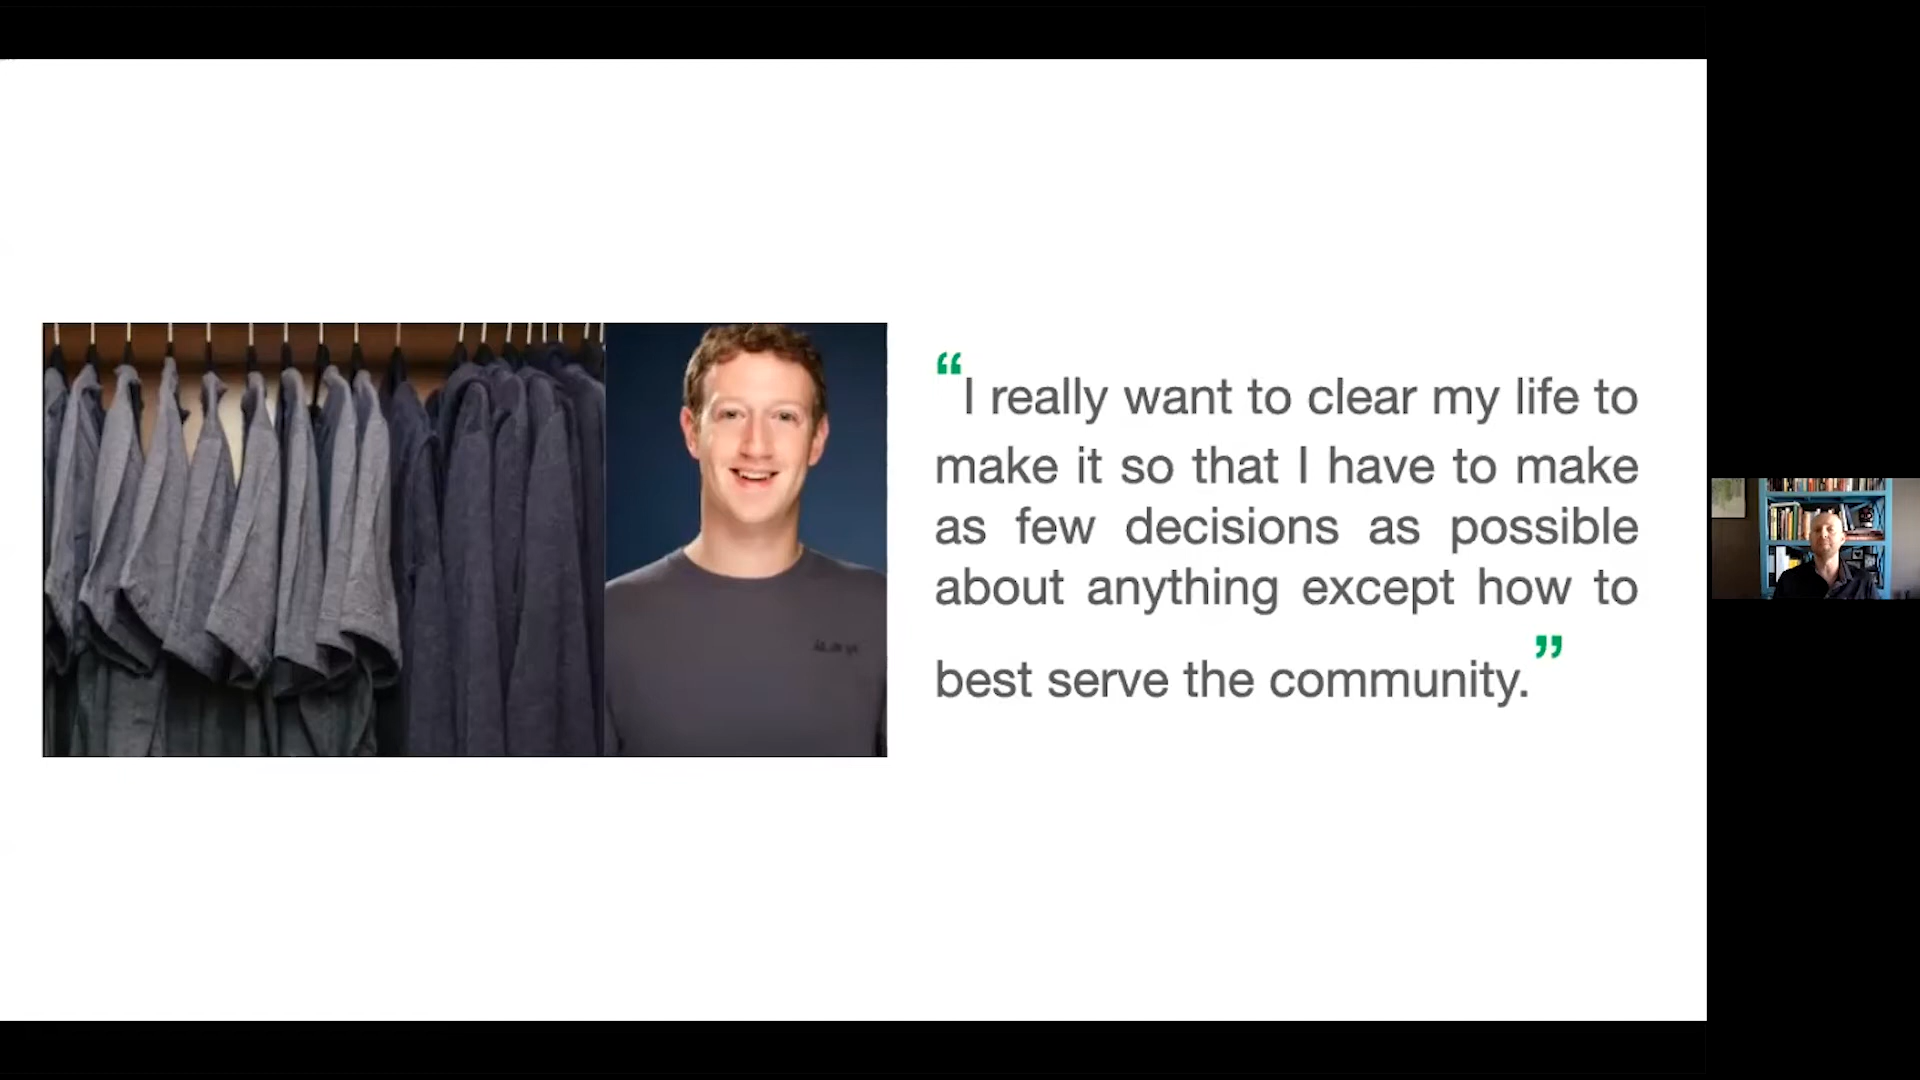 “I really want to clear my life to
make it so that I have to make
as few decisions as possible
about anything except how to
best serve the community.”